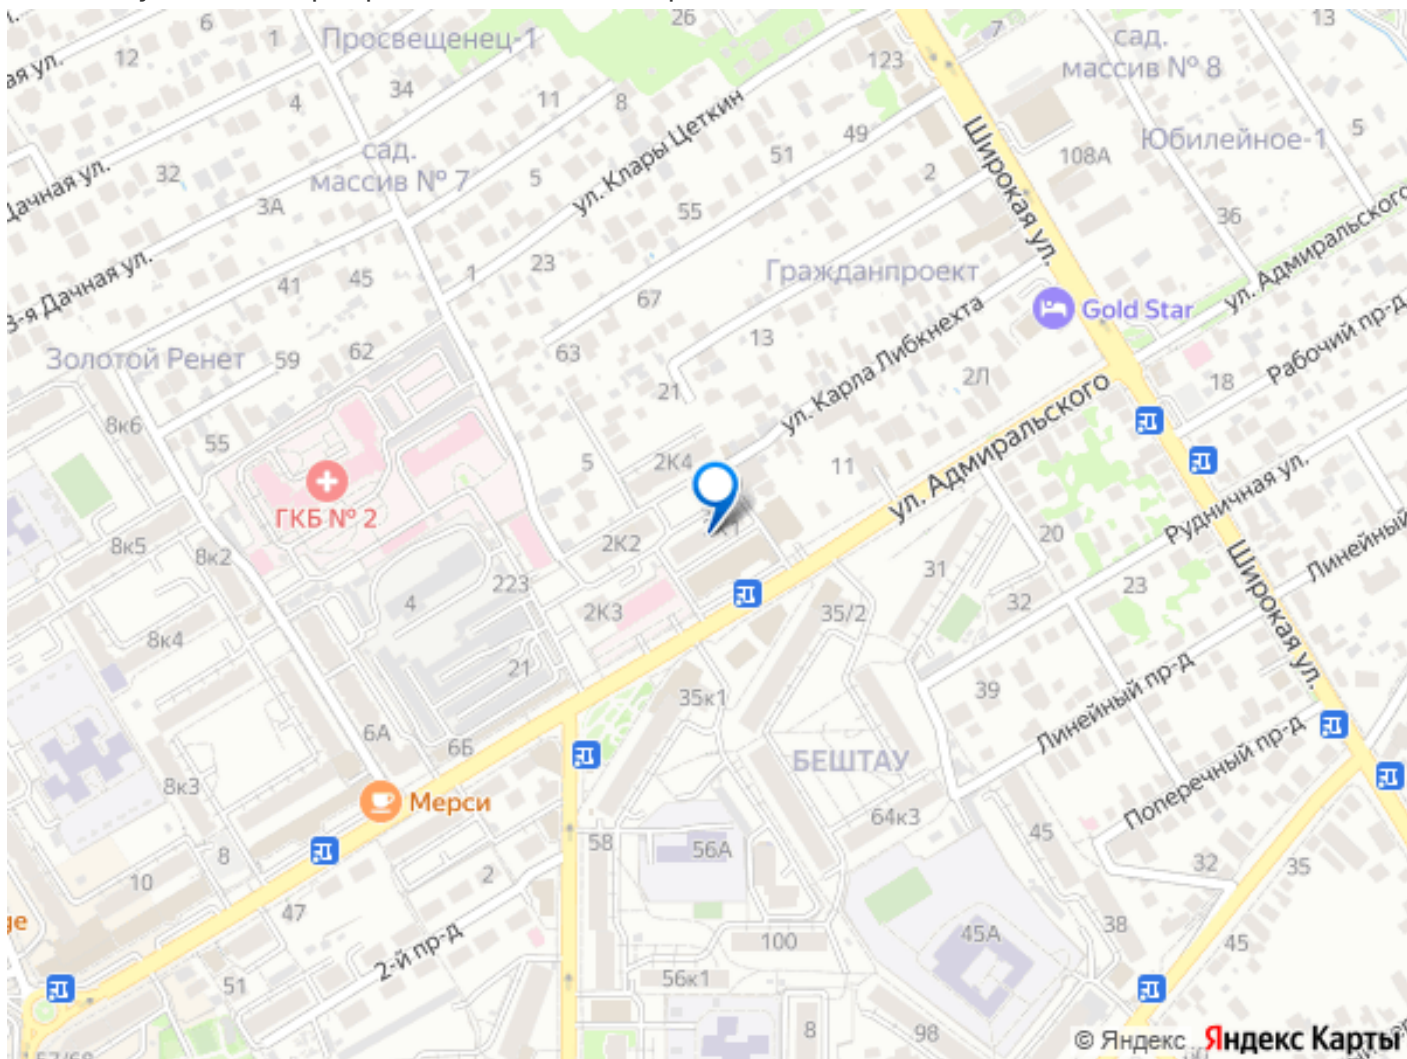 6
1
26
13
Просвещенец-1
7
сад.
массив № 8
ая ул.
12
123
34
4
11
8
5
ул. Клары Цеткин
49
Широкая ул.
Юбилейное-1
сад.
массив № 7
51
108А
32
5
2
Дачная ул.
3А
55
36
ул. Адмиральского
23
1
Гражданпроект
3-я Дачная ул.
41
45
67
Gold Star
Рабочий пр-д
13
ул. Карла Либкнехта
Золотой Ренет
59
62
63
2Л
18
21
8к6
55
5
2К4
11
ул. Адмиральского
Рудничная ул.
ГКБ № 2
8к5
8к2
2К2
20
Линейный
31
223
23
4
2К3
35/2
32
Широкая ул.
8к4
21
35к1
39
Линейный пр-д
6А
6Б
БЕШТАУ
Поперечный пр-д
8к3
Мерси
64к3
45
58
56А
8
32
35
10
2
47
38
ge
45А
100
45
2-й пр-д
56к1
51
8
98
© Яндекс Яндекс Карты